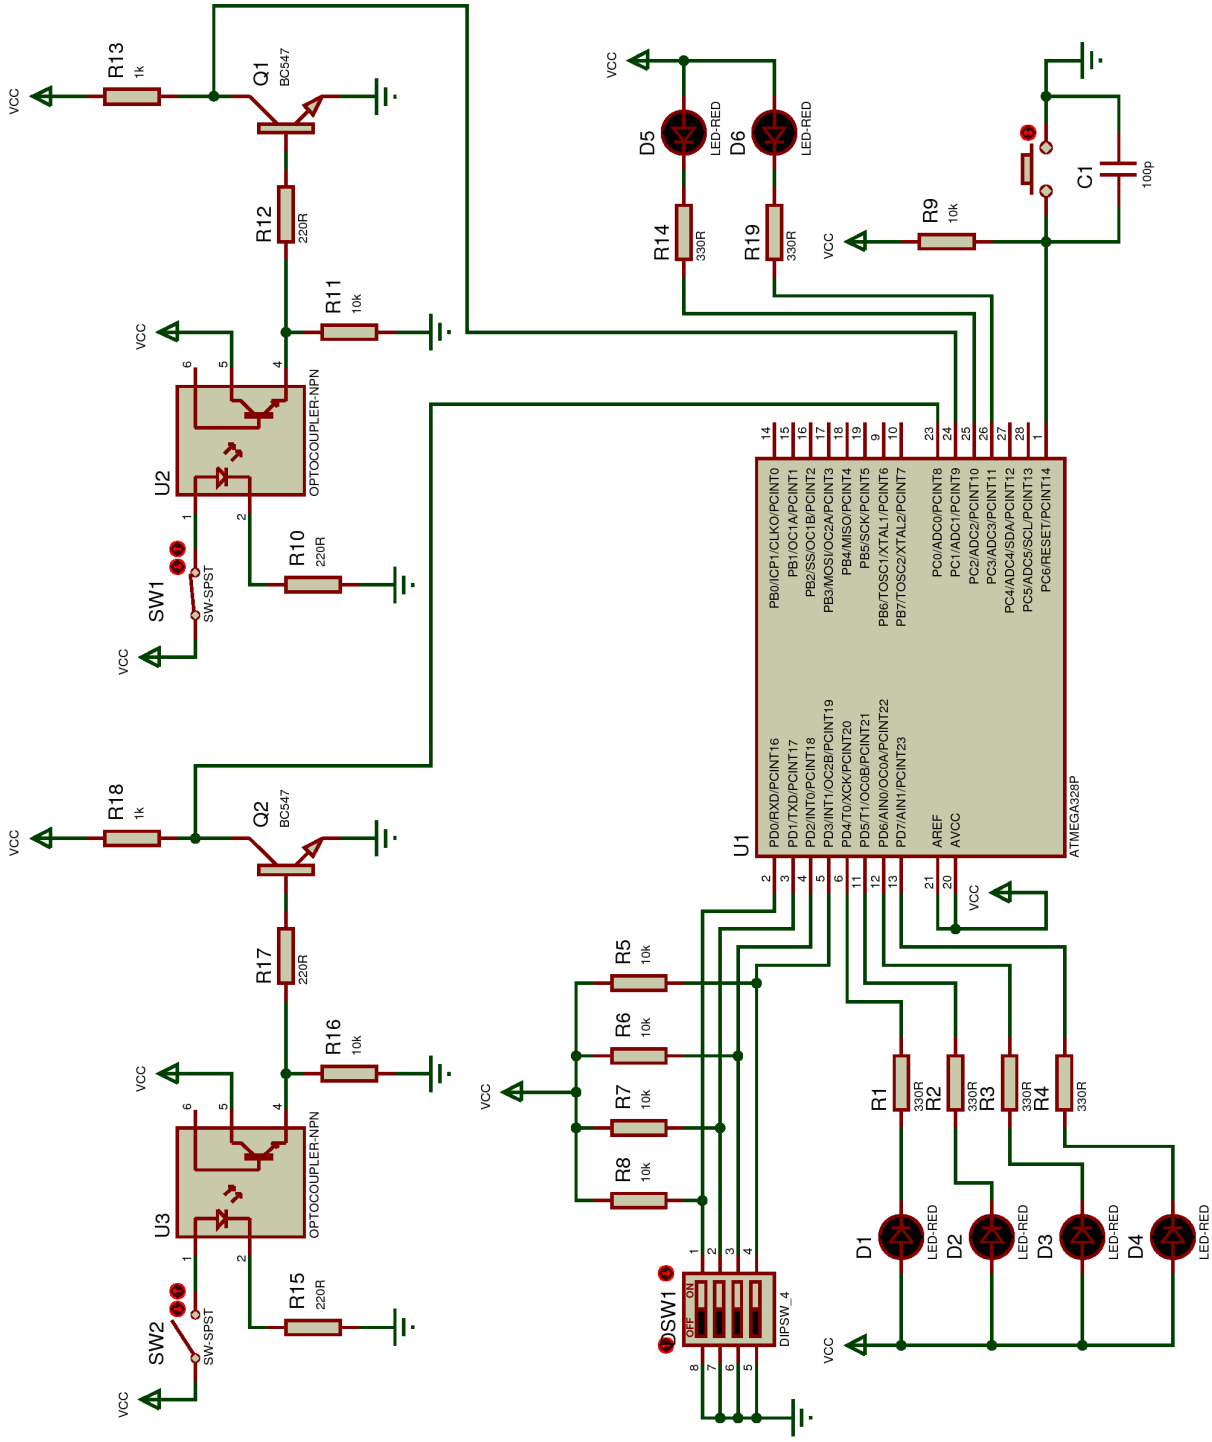 VCC
R13
1k
Q1
BC547
R12
220R
R11
10k
VCC
U2
6
5
4
1
2
OPTOCOUPLER-NPN
SW1
SW-SPST
VCC
R10
220R
VCC
R18
1k
Q2
BC547
R17
220R
R16
10k
VCC
U3
6
5
4
1
2
OPTOCOUPLER-NPN
SW2
SW-SPST
VCC
R15
220R
VCC
D5
LED-RED
D6
LED-RED
R14
330R
R19
330R
VCC
R9
10k
C1
100p
U1
ATMEGA328P
14
15
16
17
18
19
9
10
23
24
25
26
27
28
1
PB0/ICP1/CLKO/PCINT0
PB1/OC1A/PCINT1
PB2/SS/OC1B/PCINT2
PB3/MOSI/OC2A/PCINT3
PB4/MISO/PCINT4
PB5/SCK/PCINT5
PB6/TOSC1/XTAL1/PCINT6
PB7/TOSC2/XTAL2/PCINT7
PC0/ADC0/PCINT8
PC1/ADC1/PCINT9
PC2/ADC2/PCINT10
PC3/ADC3/PCINT11
PC4/ADC4/SDA/PCINT12
PC5/ADC5/SCL/PCINT13
PC6/RESET/PCINT14
PD0/RXD/PCINT16
PD1/TXD/PCINT17
PD2/INT0/PCINT18
PD3/INT1/OC2B/PCINT19
PD4/T0/XCK/PCINT20
PD5/T1/OC0B/PCINT21
PD6/AIN0/OC0A/PCINT22
PD7/AIN1/PCINT23
AREF
AVCC
2
3
4
5
6
11
12
13
21
20
VCC
VCC
R5
10k
R6
10k
R7
10k
R8
10k
DSW1
OFF
ON
DIPSW_4
1
2
3
4
8
7
6
5
R1
330R
R2
330R
R3
330R
R4
330R
D1
LED-RED
D2
LED-RED
D3
LED-RED
D4
LED-RED
VCC